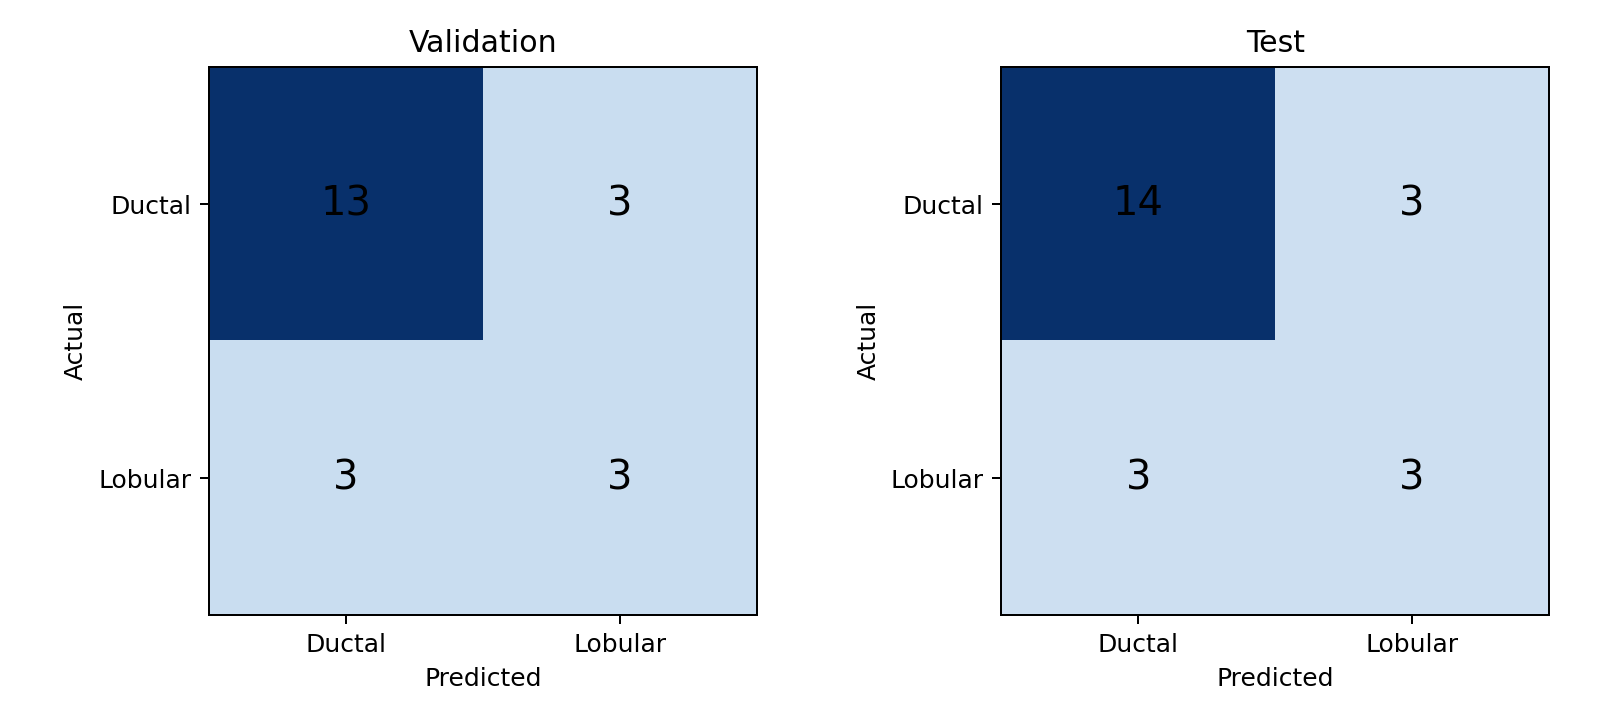 Validation
Ductal 13 3
Actual
Lobular 3 3
Ductal Lobular
Predicted
Test
Ductal 14 3
Actual
Lobular 3 3
Ductal Lobular
Predicted